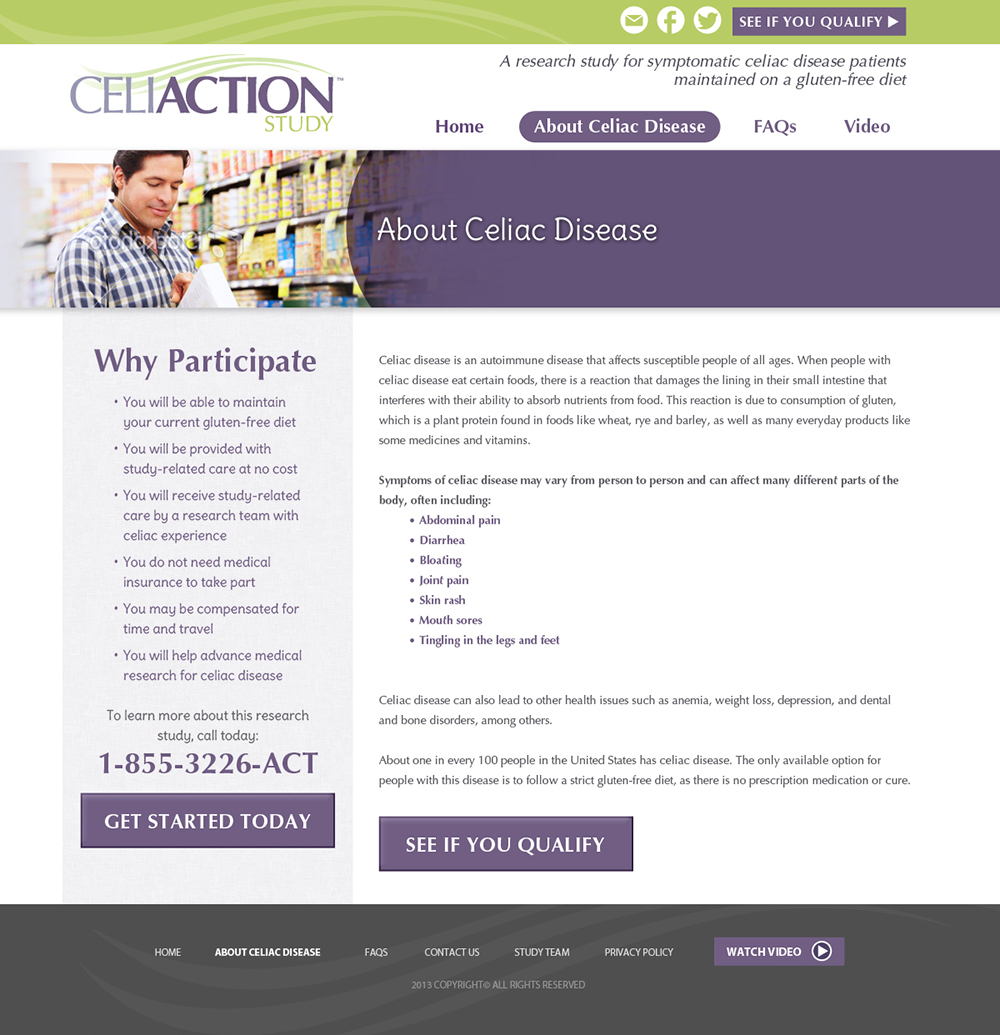 SEE IF YOU QUALIFY
CELIACTION™
STUDY
A research study for symptomatic celiac disease patients
maintained on a gluten-free diet
Home About Celiac Disease FAQs Video
About Celiac Disease
Why Participate
• You will be able to maintain
your current gluten-free diet
• You will be provided with
study-related care at no cost
• You will receive study-related
care by a research team with
celiac experience
• You do not need medical
insurance to take part
• You may be compensated for
time and travel
• You will help advance medical
research for celiac disease
To learn more about this research
study, call today:
1-855-3226-ACT
GET STARTED TODAY
Celiac disease is an autoimmune disease that affects susceptible people of all ages. When people with
celiac disease eat certain foods, there is a reaction that damages the lining in their small intestine that
interferes with their ability to absorb nutrients from food. This reaction is due to consumption of gluten,
which is a plant protein found in foods like wheat, rye and barley, as well as many everyday products like
some medicines and vitamins.
Symptoms of celiac disease may vary from person to person and can affect many different parts of the
body, often including:
• Abdominal pain
• Diarrhea
• Bloating
• Joint pain
• Skin rash
• Mouth sores
• Tingling in the legs and feet
Celiac disease can also lead to other health issues such as anemia, weight loss, depression, and dental
and bone disorders, among others.
About one in every 100 people in the United States has celiac disease. The only available option for
people with this disease is to follow a strict gluten-free diet, as there is no prescription medication or cure.
SEE IF YOU QUALIFY
HOME ABOUT CELIAC DISEASE FAQS CONTACT US STUDY TEAM PRIVACY POLICY WATCH VIDEO
2013 COPYRIGHT© ALL RIGHTS RESERVED